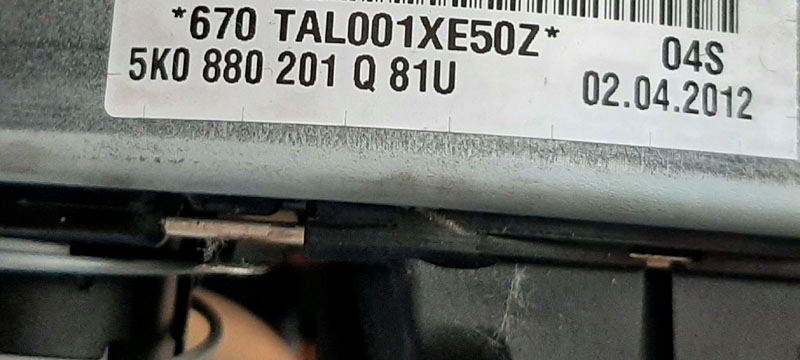 *670 TAL001XE50Z*
04S
5K0 880 201 Q 81U
02.04.2012